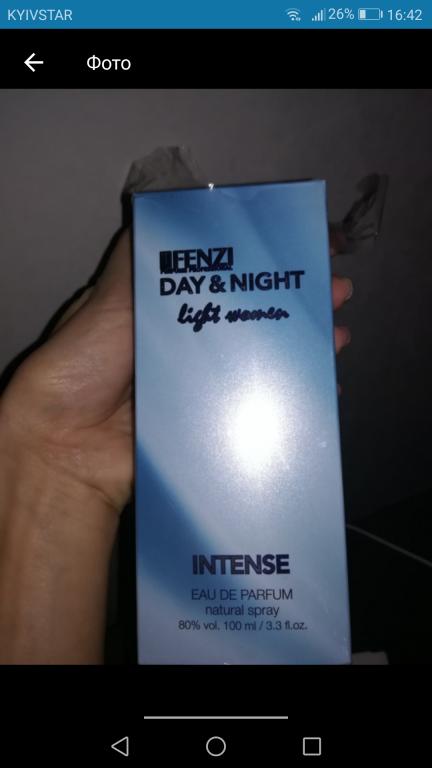 KYIVSTAR 26% 16:42
Фото
FENZI
DAY & NIGHT
light women
INTENSE
EAU DE PARFUM
natural spray
80% vol. 100 ml / 3.3 fl.oz.